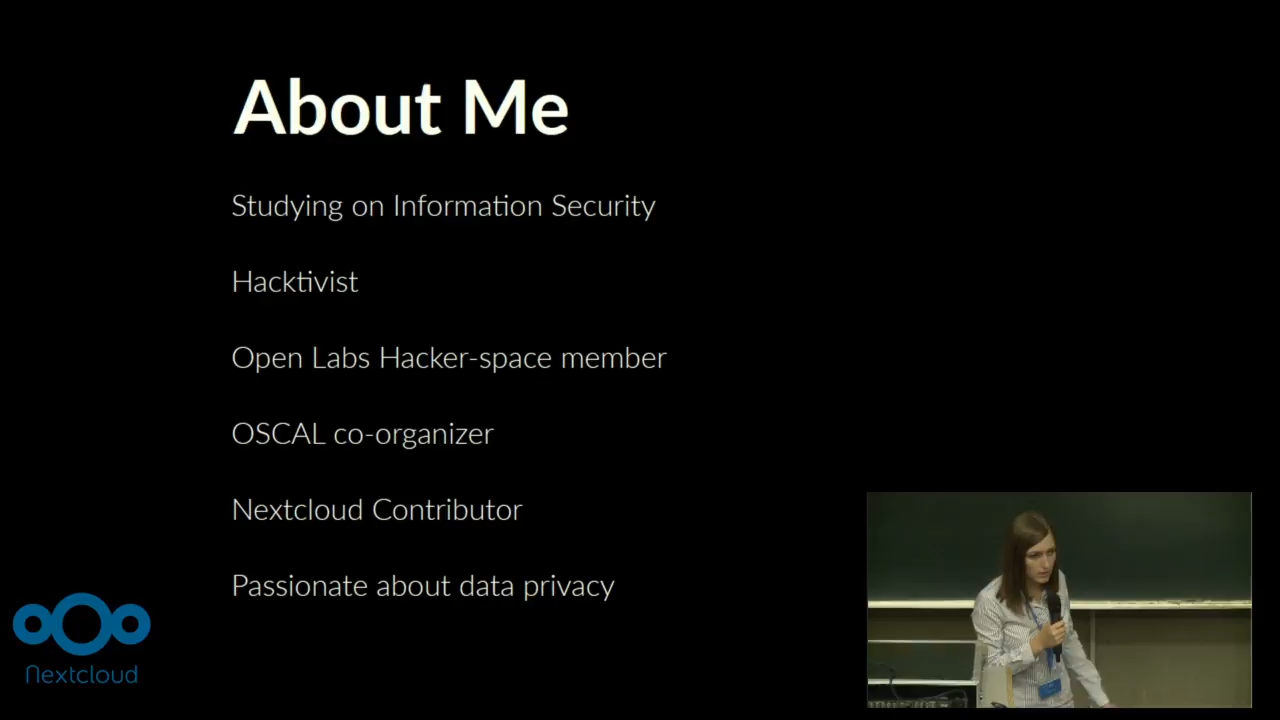 About Me
Studying on Information Security
Hacktivist
Open Labs Hacker-space member
OSCAL co-organizer
Nextcloud Contributor
Passionate about data privacy
Nextcloud